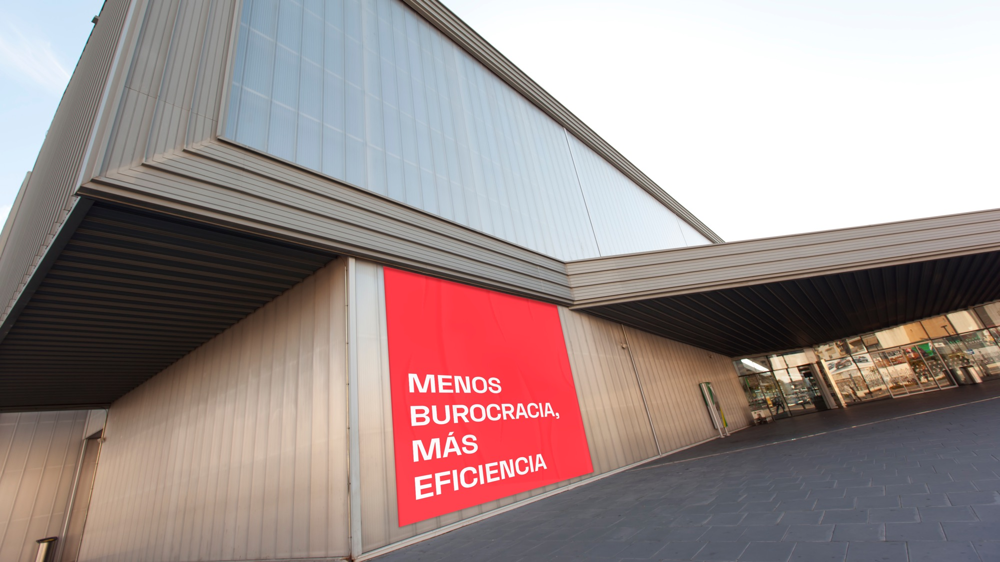 MENOS
BUROCRACIA,
MÁS
EFICIENCIA